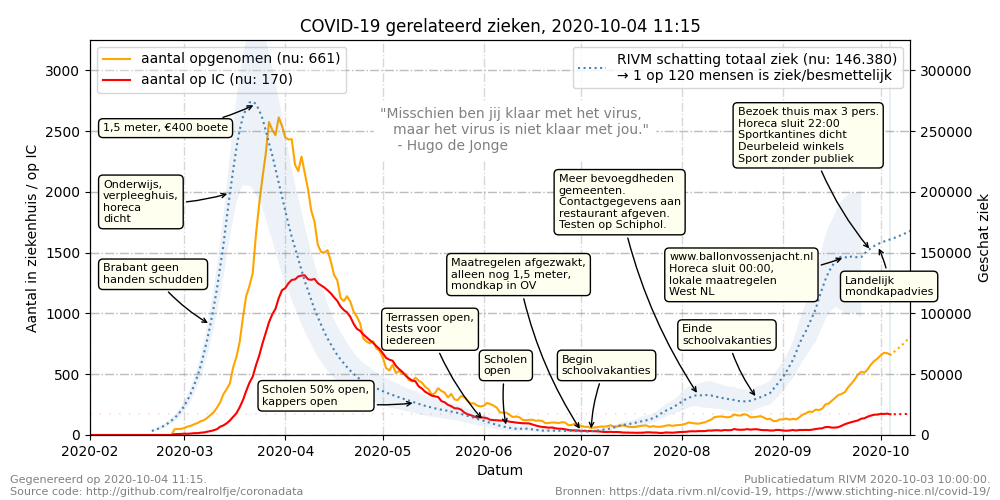 COVID-19 gerelateerd zieken, 2020-10-04 11:15
aantal opgenomen (nu: 661)
aantal op IC (nu: 170)
RIVM schatting totaal ziek (nu: 146.380)
→ 1 op 120 mensen is ziek/besmettelijk
"Misschien ben jij klaar met het virus,
maar het virus is niet klaar met jou."
- Hugo de Jonge
1,5 meter, €400 boete
Onderwijs,
verpleeghuis,
horeca
dicht
Brabant geen
handen schudden
Scholen 50% open,
kappers open
Terrassen open,
tests voor
iedereen
Maatregelen afgezwakt,
alleen nog 1,5 meter,
mondkap in OV
Scholen
open
Begin
schoolvakanties
Meer bevoegdheden
gemeenten.
Contactgegevens aan
restaurant afgeven.
Testen op Schiphol.
Einde
schoolvakanties
www.ballonvossenjacht.nl
Horeca sluit 00:00,
lokale maatregelen
West NL
Bezoek thuis max 3 pers.
Horeca sluit 22:00
Sportkantines dicht
Deurbeleid winkels
Sport zonder publiek
Landelijk
mondkapadvies
Aantal in ziekenhuis / op IC
3000
2500
2000
1500
1000
500
0
300000
250000
200000
150000
100000
50000
0
Geschat ziek
2020-02
2020-03
2020-04
2020-05
2020-06
2020-07
2020-08
2020-09
2020-10
Datum
Gegenereerd op 2020-10-04 11:15.
Source code: http://github.com/realrolfje/coronadata
Publicatiedatum RIVM 2020-10-03 10:00:00.
Bronnen: https://data.rivm.nl/covid-19, https://www.stichting-nice.nl/covid-19/